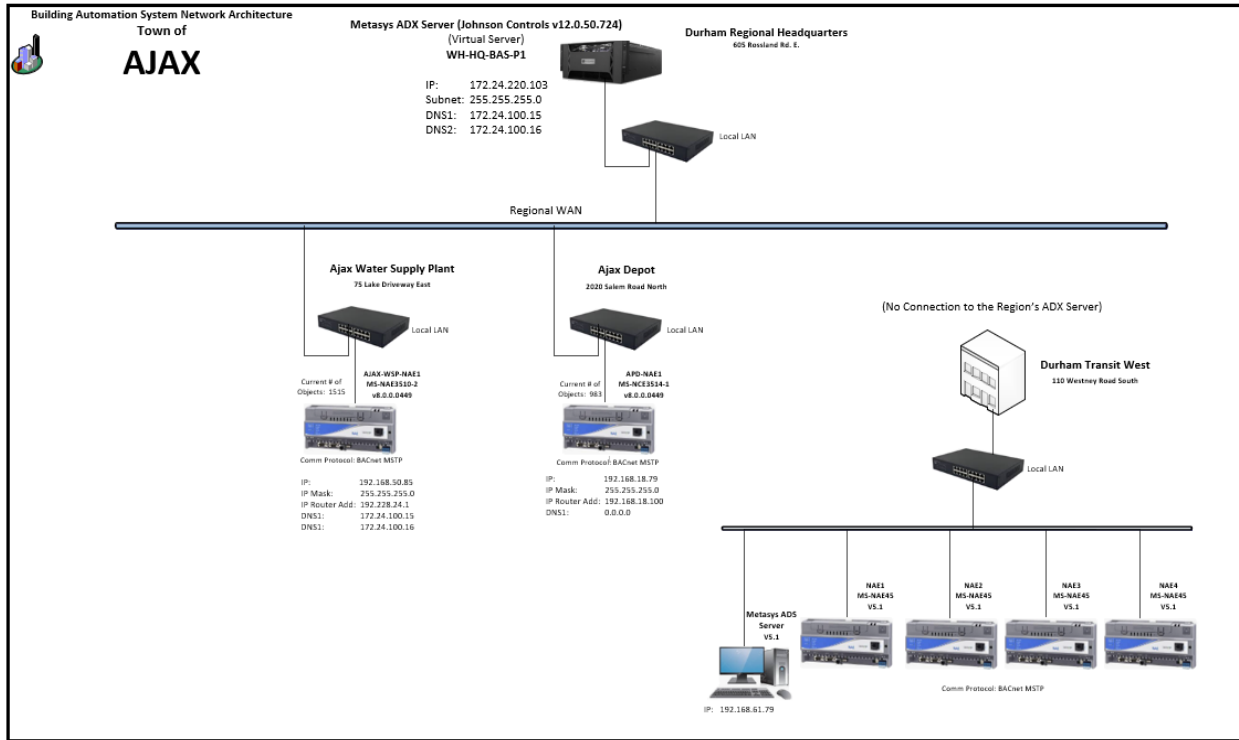 Building Automation System Network Architecture
Town of
AJAX
Metasys ADX Server (Johnson Controls v12.0.50.724)
(Virtual Server)
WH-HQ-BAS-P1
IP: 172.24.220.103
Subnet: 255.255.255.0
DNS1: 172.24.100.15
DNS2: 172.24.100.16
Durham Regional Headquarters
605 Rossland Rd. E.
Local LAN
Regional WAN
Ajax Water Supply Plant
75 Lake Driveway East
Local LAN
Current # of
Objects: 1515
AJAX-WSP-NAE1
MS-NAE3510-2
v8.0.0.0449
Comm Protocol: BACnet MSTP
IP: 192.168.50.85
IP Mask: 255.255.255.0
IP Router Add: 192.228.24.1
DNS1: 172.24.100.15
DNS1: 172.24.100.16
Ajax Depot
2020 Salem Road North
Local LAN
Current # of
Objects: 983
APD-NAE1
MS-NCE3514-1
v8.0.0.0449
Comm Protocol: BACnet MSTP
IP: 192.168.18.79
IP Mask: 255.255.255.0
IP Router Add: 192.168.18.100
DNS1: 0.0.0.0
(No Connection to the Region's ADX Server)
Durham Transit West
110 Westney Road South
Local LAN
Metasys ADS
Server
V5.1
IP: 192.168.61.79
NAE1
MS-NAE45
V5.1
NAE2
MS-NAE45
V5.1
NAE3
MS-NAE45
V5.1
NAE4
MS-NAE45
V5.1
Comm Protocol: BACnet MSTP